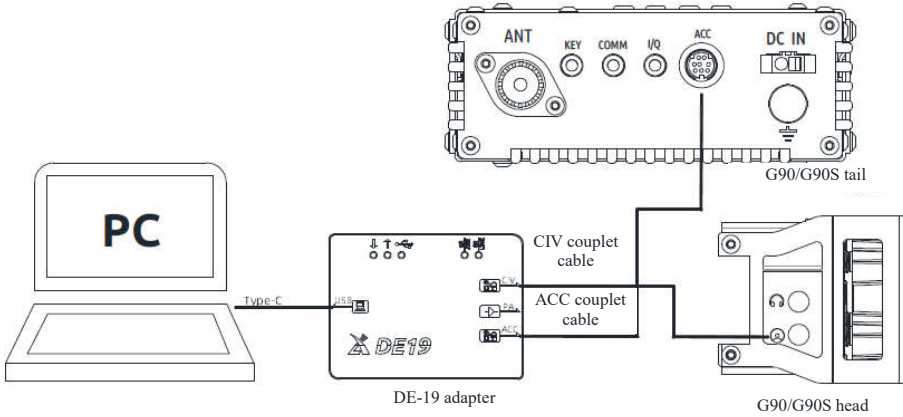 ANT
KEY
COMM
I/Q
ACC
DC IN
G90/G90S tail
PC
CIV couplet
cable
CIV
Type-C
USB
ACC couplet
cable
PA
ACC
DE19
DE-19 adapter
G90/G90S head